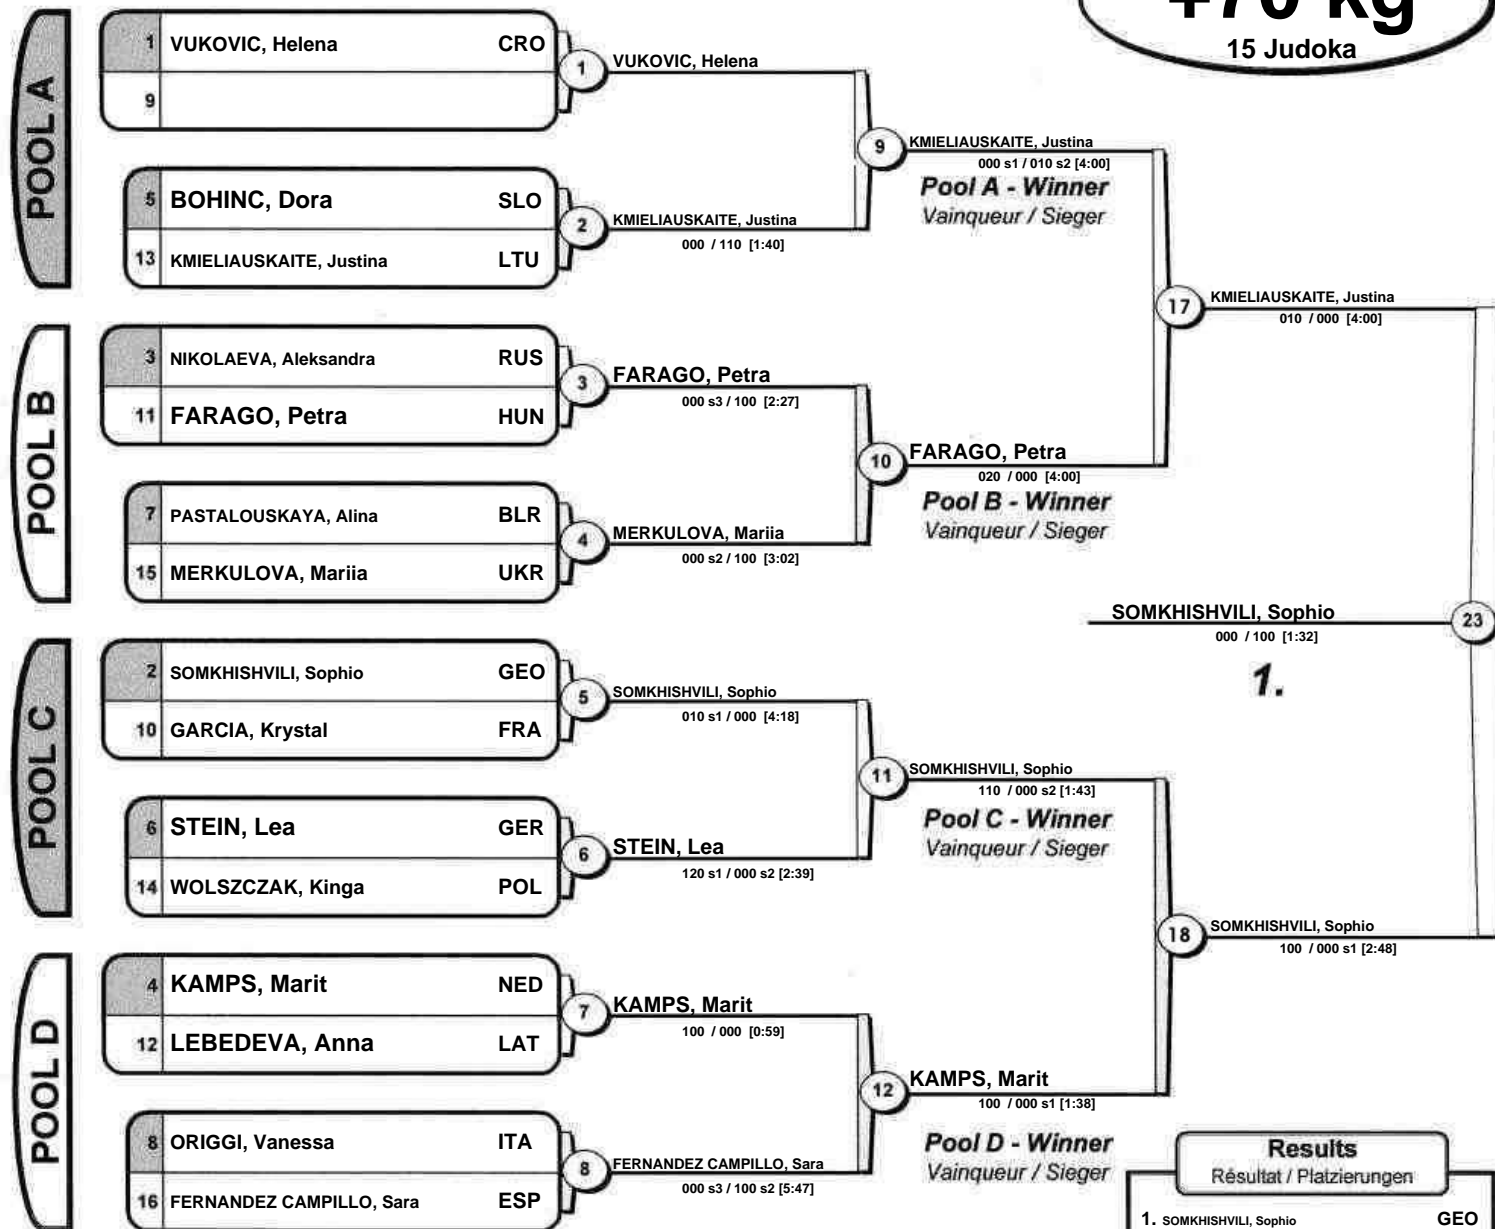 +70 kg
15 Judoka
POOL A
1 VUKOVIC, Helena CRO
9
1 VUKOVIC, Helena
5 BOHINC, Dora SLO
13 KMIELIAUSKAITE, Justina LTU
2 KMIELIAUSKAITE, Justina
000 / 110 [1:40]
9 KMIELIAUSKAITE, Justina
000 s1 / 010 s2 [4:00]
Pool A - Winner
Vainqueur / Sieger
POOL B
3 NIKOLAEVA, Aleksandra RUS
11 FARAGO, Petra HUN
3 FARAGO, Petra
000 s3 / 100 [2:27]
7 PASTALOUSKAYA, Alina BLR
15 MERKULOVA, Mariia UKR
4 MERKULOVA, Mariia
000 s2 / 100 [3:02]
10 FARAGO, Petra
020 / 000 [4:00]
Pool B - Winner
Vainqueur / Sieger
17 KMIELIAUSKAITE, Justina
010 / 000 [4:00]
SOMKHISHVILI, Sophio 23
000 / 100 [1:32]
1.
POOL C
2 SOMKHISHVILI, Sophio GEO
10 GARCIA, Krystal FRA
5 SOMKHISHVILI, Sophio
010 s1 / 000 [4:18]
6 STEIN, Lea GER
14 WOLSZCZAK, Kinga POL
6 STEIN, Lea
120 s1 / 000 s2 [2:39]
11 SOMKHISHVILI, Sophio
110 / 000 s2 [1:43]
Pool C - Winner
Vainqueur / Sieger
18 SOMKHISHVILI, Sophio
100 / 000 s1 [2:48]
POOL D
4 KAMPS, Marit NED
12 LEBEDEVA, Anna LAT
7 KAMPS, Marit
100 / 000 [0:59]
8 ORIGGI, Vanessa ITA
16 FERNANDEZ CAMPILLO, Sara ESP
8 FERNANDEZ CAMPILLO, Sara
000 s3 / 100 s2 [5:47]
12 KAMPS, Marit
100 / 000 s1 [1:38]
Pool D - Winner
Vainqueur / Sieger
Results
Résultat / Platzierungen
1. SOMKHISHVILI, Sophio GEO